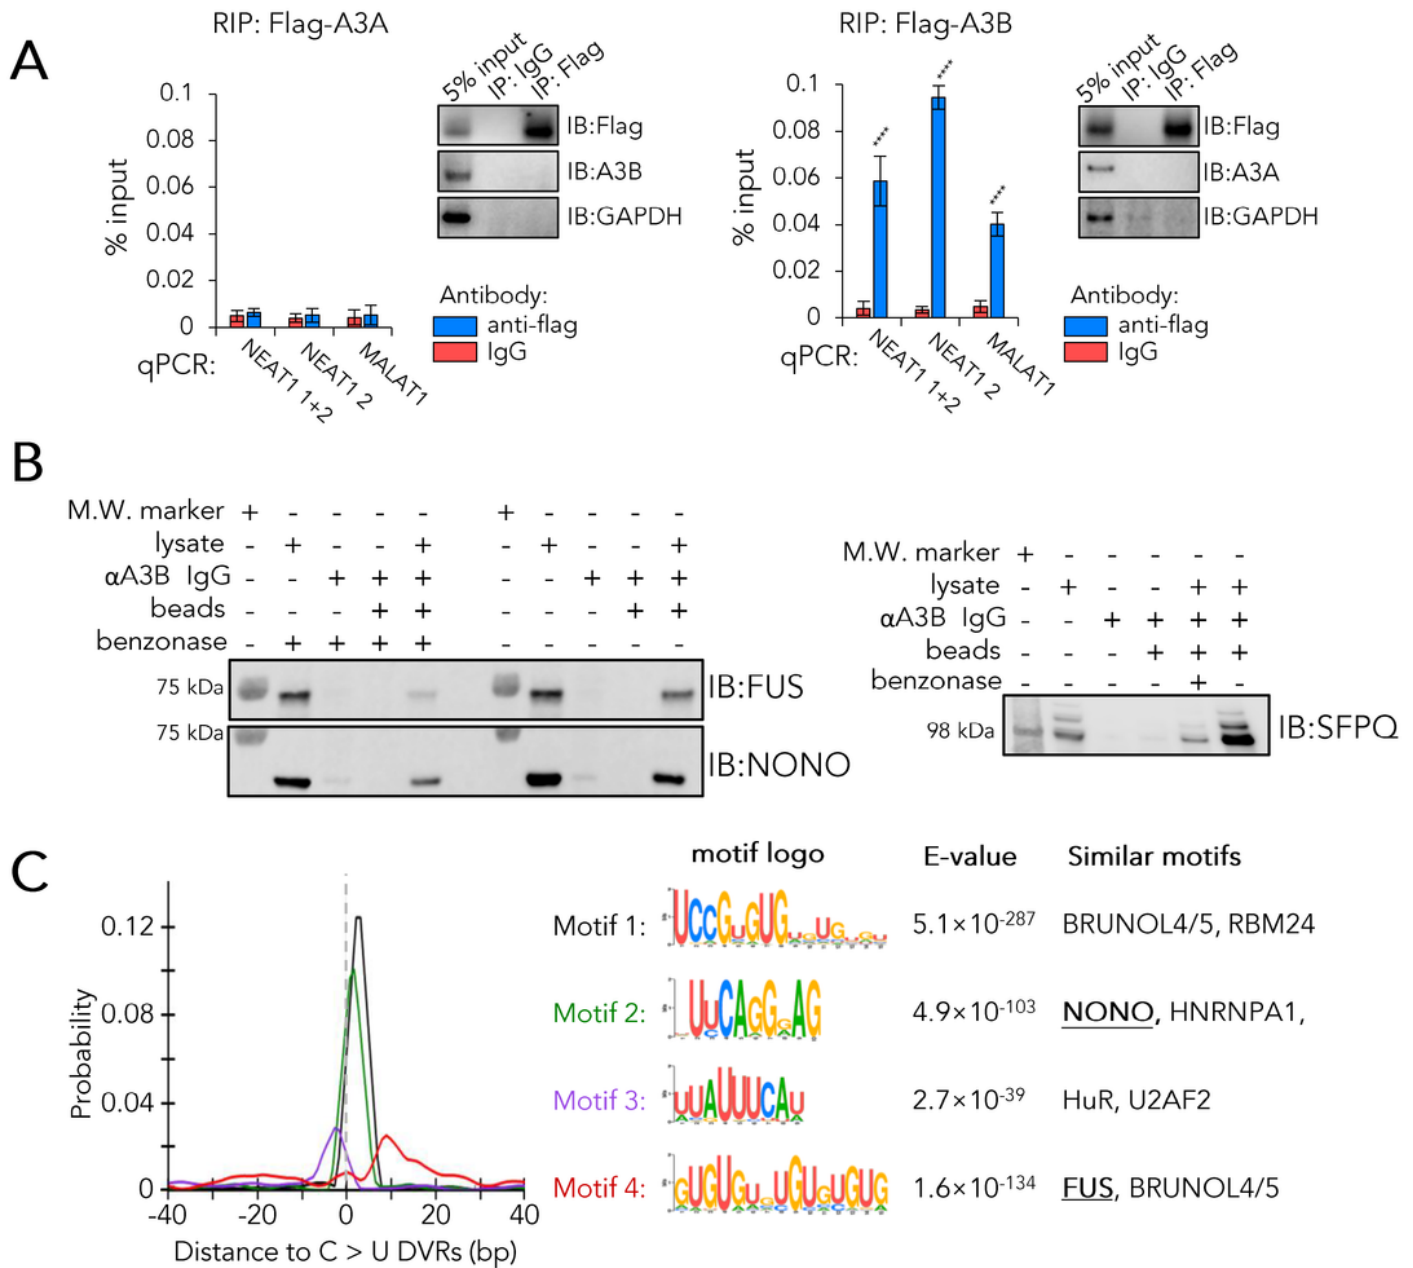 A
RIP: Flag-A3A
0.1
0.08
0.06
0.04
0.02
0
% input
qPCR:
NEAT1 1+2
NEAT1 2
MALAT1
5% input
IP: IgG
IP: Flag
IB:Flag
IB:A3B
IB:GAPDH
Antibody:
anti-flag
IgG
RIP: Flag-A3B
0.1
0.08
0.06
0.04
0.02
0
% input
****
****
****
qPCR:
NEAT1 1+2
NEAT1 2
MALAT1
5% input
IP: IgG
IP: Flag
IB:Flag
IB:A3A
IB:GAPDH
Antibody:
anti-flag
IgG
B
M.W. marker + - - - - + - - - -
lysate - + - - + - + - - +
αA3B IgG - - + + + - - + + +
beads - - - + + - - - + +
benzonase - + + + + - - - - -
75 kDa
IB:FUS
75 kDa
IB:NONO
M.W. marker + - - - - -
lysate - + - - + +
αA3B IgG - - + + + +
beads - - - + + +
benzonase - - - - + -
98 kDa
IB:SFPQ
C
0.12
0.08
0.04
0
Probability
-40 -20 0 20 40
Distance to C > U DVRs (bp)
motif logo E-value Similar motifs
Motif 1: UCCGUGUGUGUGUGU 5.1×10-287 BRUNOL4/5, RBM24
Motif 2: UUCAGGGAG 4.9×10-103 NONO, HNRNPA1,
Motif 3: UUAUUUCAU 2.7×10-39 HuR, U2AF2
Motif 4: GUGUGUGUGUGUGUG 1.6×10-134 FUS, BRUNOL4/5